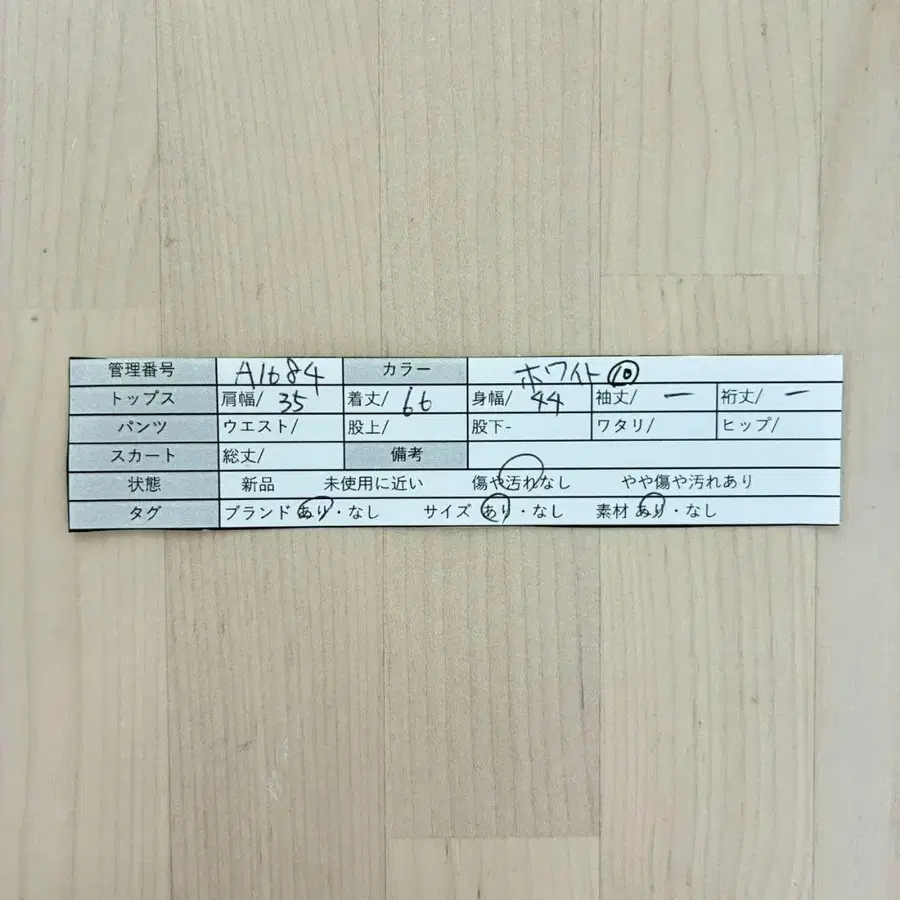 管理番号 A1684 カラー ホワイト ⑩
トップス 肩幅/ 35 着丈/ 66 身幅/ 44 袖丈/ ー 裄丈/ ー
パンツ ウエスト/ 股上/ 股下- ワタリ/ ヒップ/
スカート 総丈/ 備考
状態 新品 未使用に近い 傷や汚れなし やや傷や汚れあり
タグ ブランド あり・なし サイズ あり・なし 素材 あり・なし